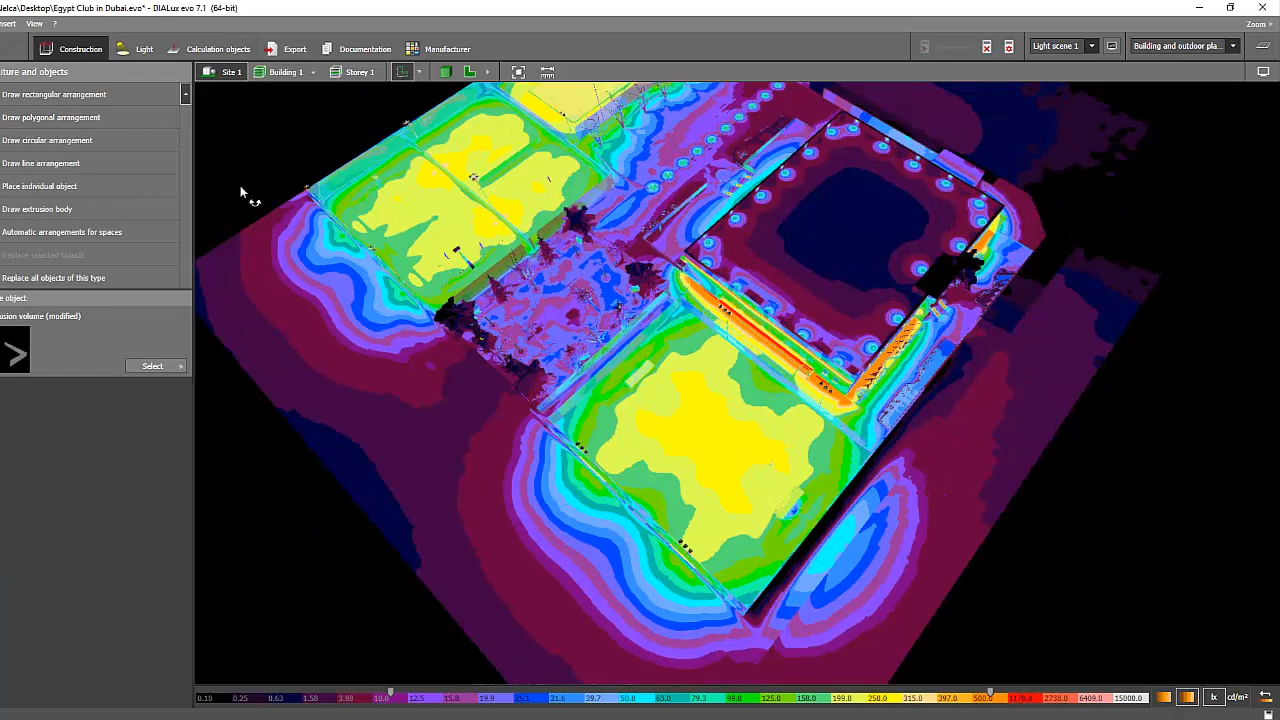 Nelca\Desktop\Egypt Club in Dubai.evo* - DIALux evo 7.1 (64-bit)
nsert View ?
Zoom
Construction Light Calculation objects Export Documentation Manufacturer
Light scene 1 Building and outdoor pla...
iture and objects
Site 1 Building 1 Storey 1
Draw rectangular arrangement
Draw polygonal arrangement
Draw circular arrangement
Draw line arrangement
Place individual object
Draw extrusion body
Automatic arrangements for spaces
Replace selected objects
Replace all objects of this type
e object
usion volume (modified)
Select
0.10 0.25 0.63 1.58 3.98 10.0 12.5 15.8 19.9 25.1 31.6 39.7 50.0 63.0 79.3 99.8 125.0 158.0 199.0 250.0 315.0 397.0 500.0 1170.0 2738.0 6409.0 15000.0 lx cd/m²